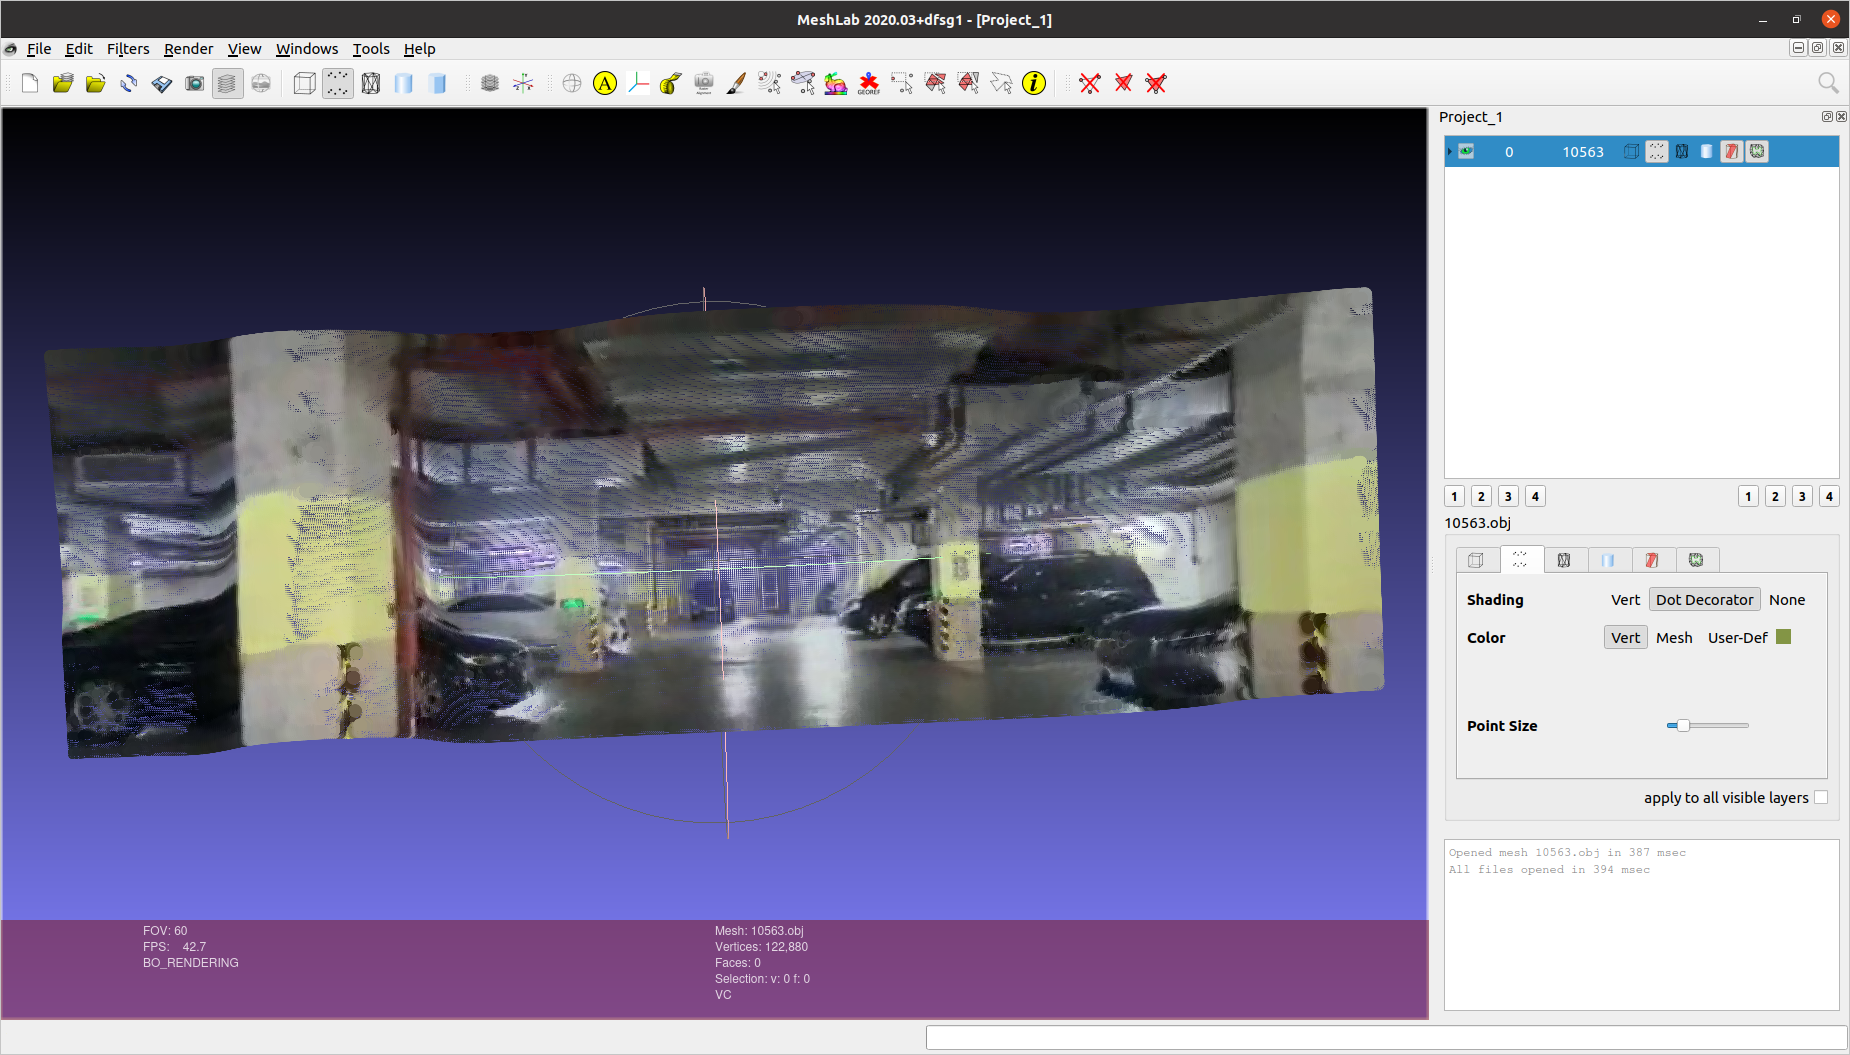 MeshLab 2020.03+dfsg1 - [Project_1]
File Edit Filters Render View Windows Tools Help
A
GEOREF
i
Project_1
0 10563
1 2 3 4 1 2 3 4
10563.obj
Shading Vert Dot Decorator None
Color Vert Mesh User-Def
Point Size
apply to all visible layers
Opened mesh 10563.obj in 387 msec
All files opened in 394 msec
FOV: 60
FPS: 42.7
BO_RENDERING
Mesh: 10563.obj
Vertices: 122,880
Faces: 0
Selection: v: 0 f: 0
VC